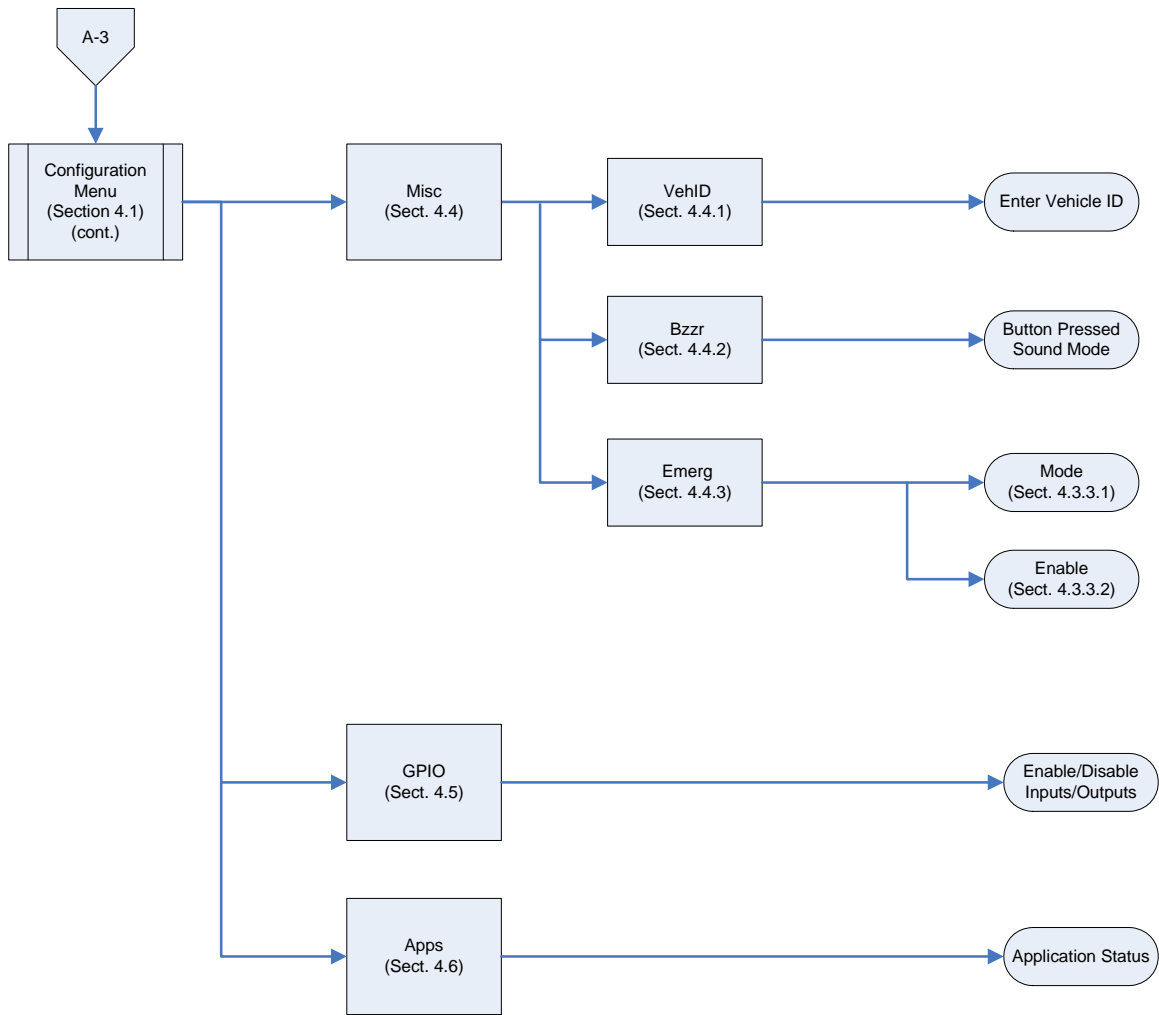 A-3
Configuration
Menu
(Section 4.1)
(cont.)
Misc
(Sect. 4.4)
VehID
(Sect. 4.4.1)
Enter Vehicle ID
Bzzr
(Sect. 4.4.2)
Button Pressed
Sound Mode
Emerg
(Sect. 4.4.3)
Mode
(Sect. 4.3.3.1)
Enable
(Sect. 4.3.3.2)
GPIO
(Sect. 4.5)
Enable/Disable
Inputs/Outputs
Apps
(Sect. 4.6)
Application Status